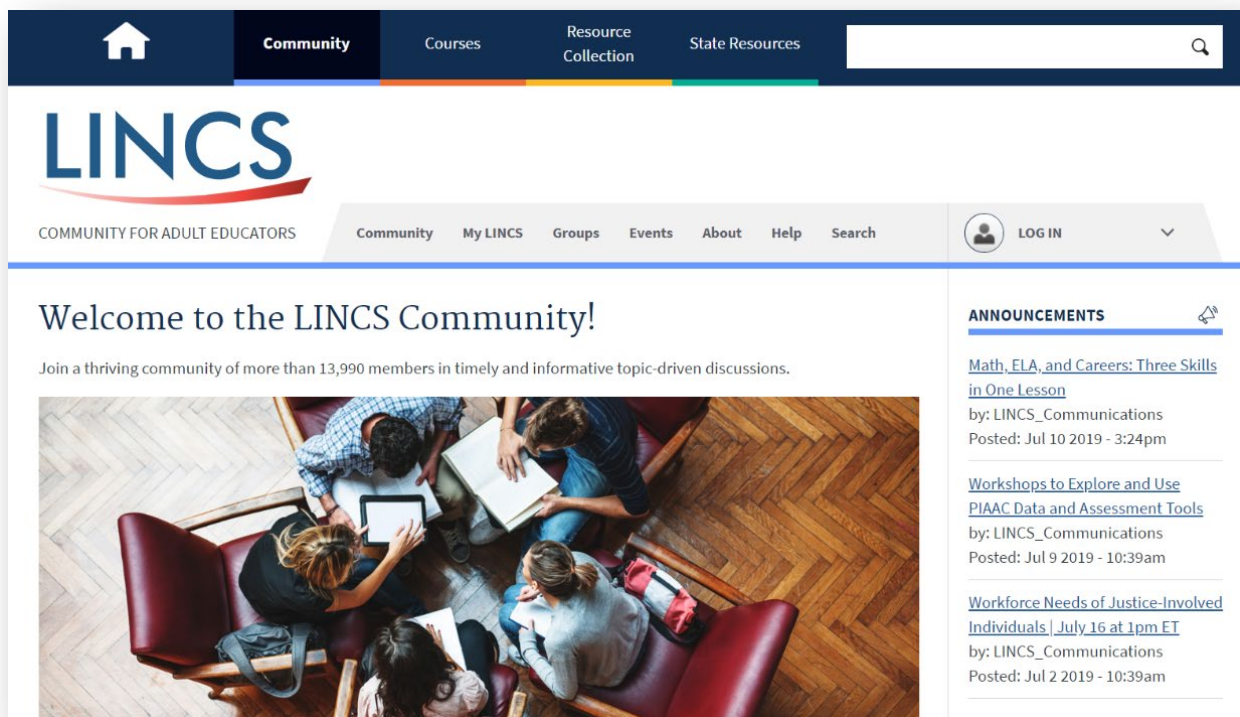 Community
Courses
Resource
Collection
State Resources
LINCS
COMMUNITY FOR ADULT EDUCATORS
Community My LINCS Groups Events About Help Search
LOG IN
Welcome to the LINCS Community!
Join a thriving community of more than 13,990 members in timely and informative topic-driven discussions.
ANNOUNCEMENTS
Math, ELA, and Careers: Three Skills
in One Lesson
by: LINCS_Communications
Posted: Jul 10 2019 - 3:24pm
Workshops to Explore and Use
PIAAC Data and Assessment Tools
by: LINCS_Communications
Posted: Jul 9 2019 - 10:39am
Workforce Needs of Justice-Involved
Individuals | July 16 at 1pm ET
by: LINCS_Communications
Posted: Jul 2 2019 - 10:39am